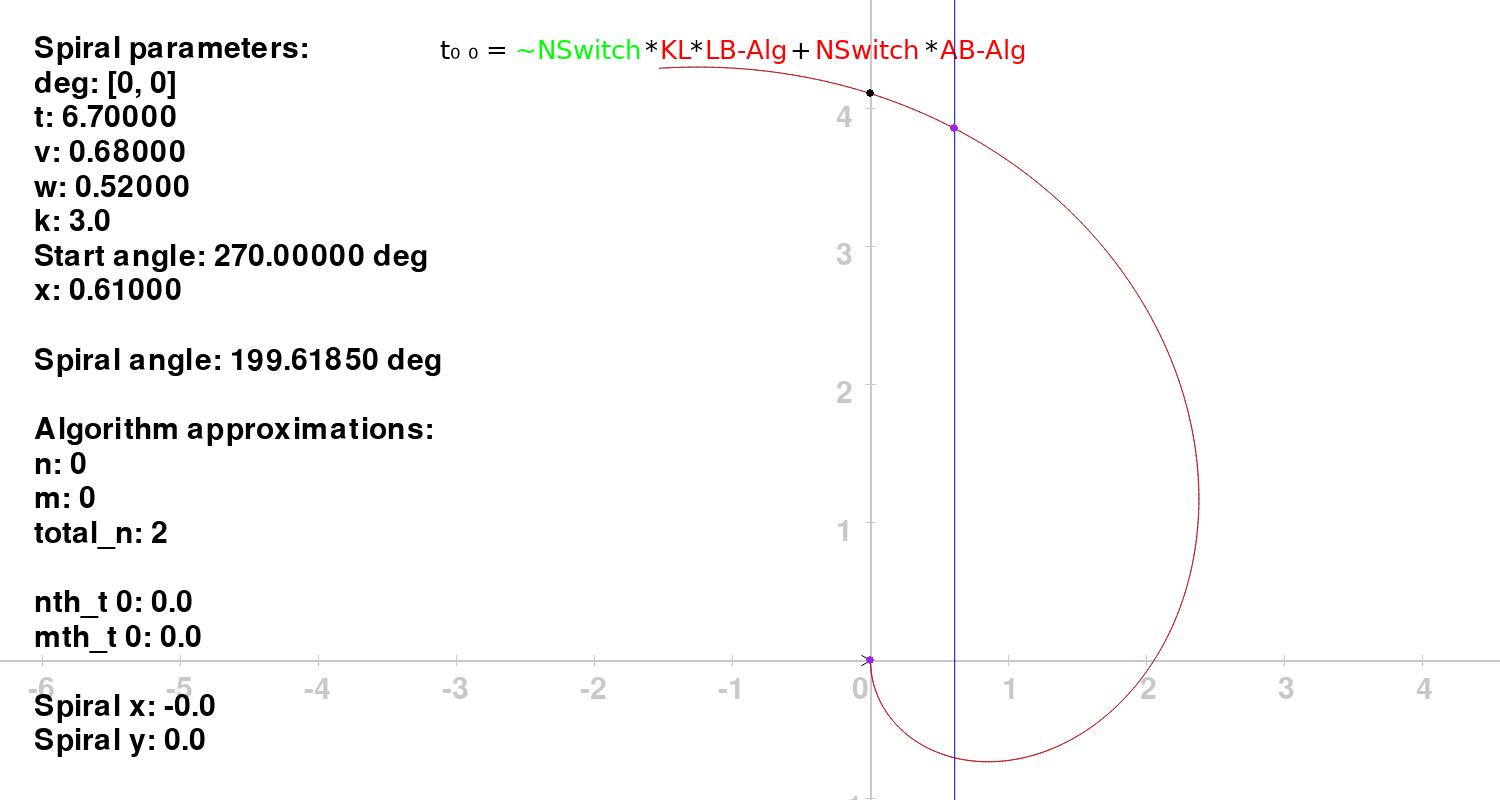 Spiral parameters:
t₀ ₀ = ~NSwitch*KL*LB-Alg+NSwitch*AB-Alg
deg: [0, 0]
t: 6.70000
v: 0.68000
w: 0.52000
k: 3.0
Start angle: 270.00000 deg
x: 0.61000
Spiral angle: 199.61850 deg
Algorithm approximations:
n: 0
m: 0
total_n: 2
nth_t 0: 0.0
mth_t 0: 0.0
Spiral x: -0.0
Spiral y: 0.0
4
3
2
1
-6 -5 -4 -3 -2 -1 0 1 2 3 4